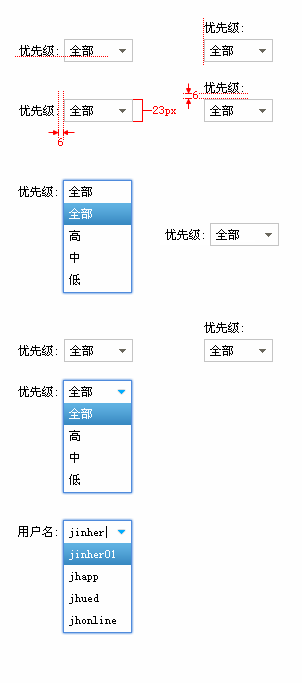 优先级:
优先级: 全部
全部
优先级:
优先级: 全部 23px
6
全部
6
优先级: 全部
全部
高
优先级: 全部
中
低
优先级:
优先级: 全部
全部
优先级: 全部
全部
高
中
低
用户名: jinher
jinher01
jhapp
jhued
jhonline